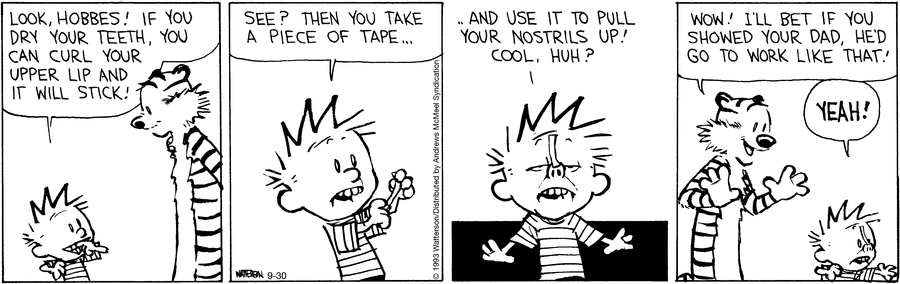 LOOK, HOBBES! IF YOU
DRY YOUR TEETH, YOU
CAN CURL YOUR
UPPER LIP AND
IT WILL STICK!
SEE? THEN YOU TAKE
A PIECE OF TAPE...
WATTERSON 9-30
© 1993 Watterson/Distributed by Andrews McMeel Syndication
..AND USE IT TO PULL
YOUR NOSTRILS UP!
COOL, HUH?
WOW! I'LL BET IF YOU
SHOWED YOUR DAD, HE'D
GO TO WORK LIKE THAT!
YEAH!